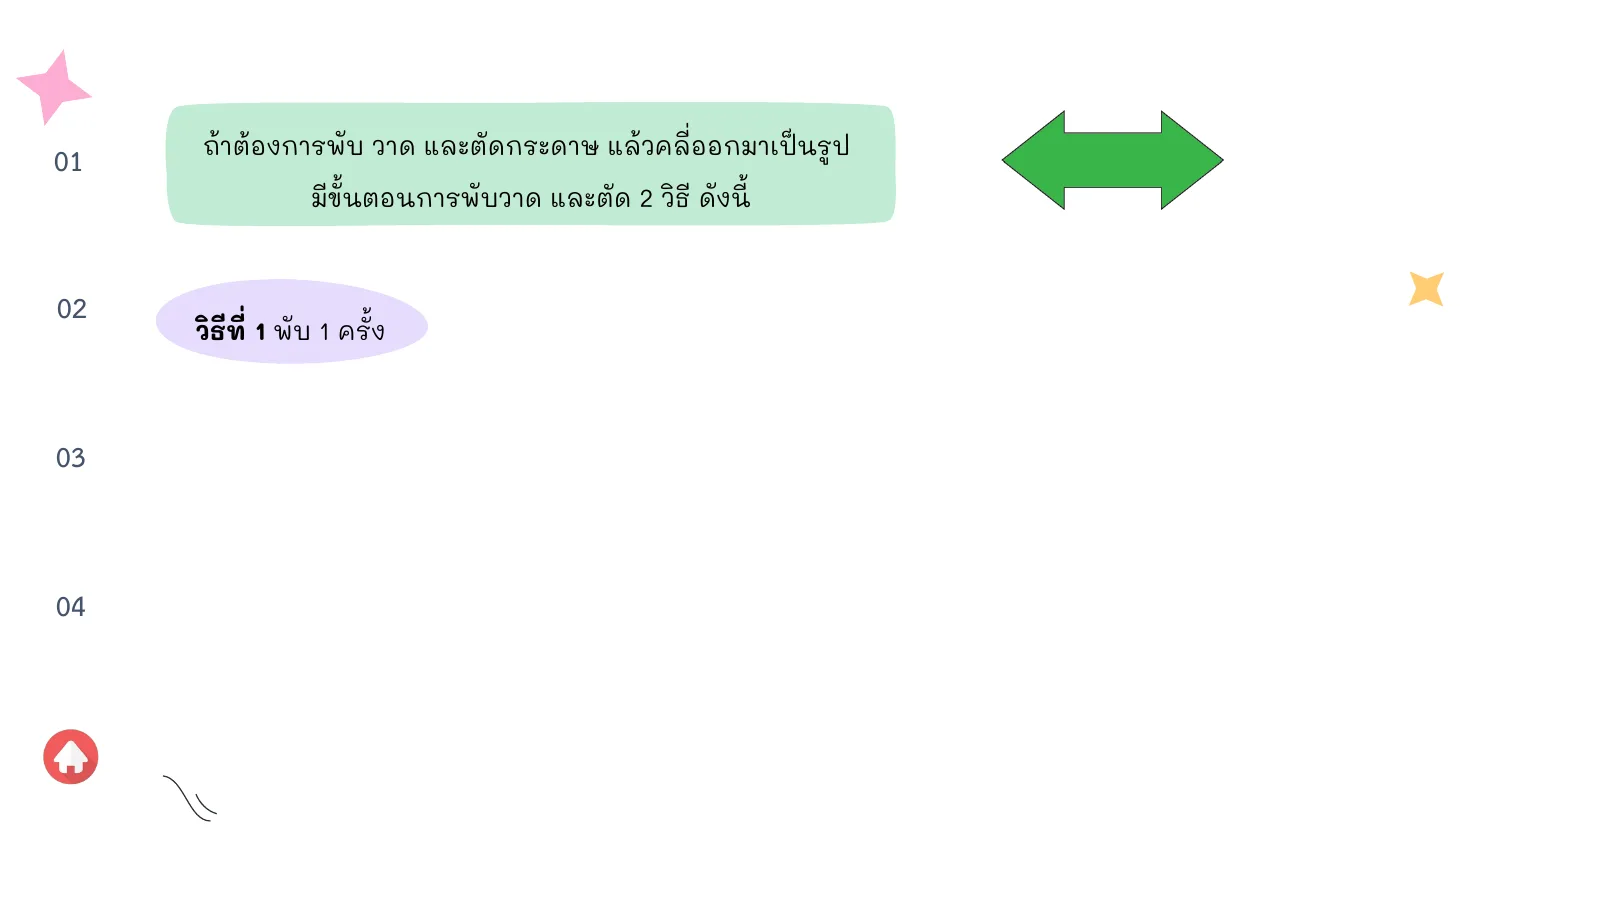 01
ถ้าต้องการพับ วาด และตัดกระดาษ แล้วคลี่ออกมาเป็นรูป
มีขั้นตอนการพับวาด และตัด 2 วิธี ดังนี้
02
วิธีที่ 1 พับ 1 ครั้ง
03
04